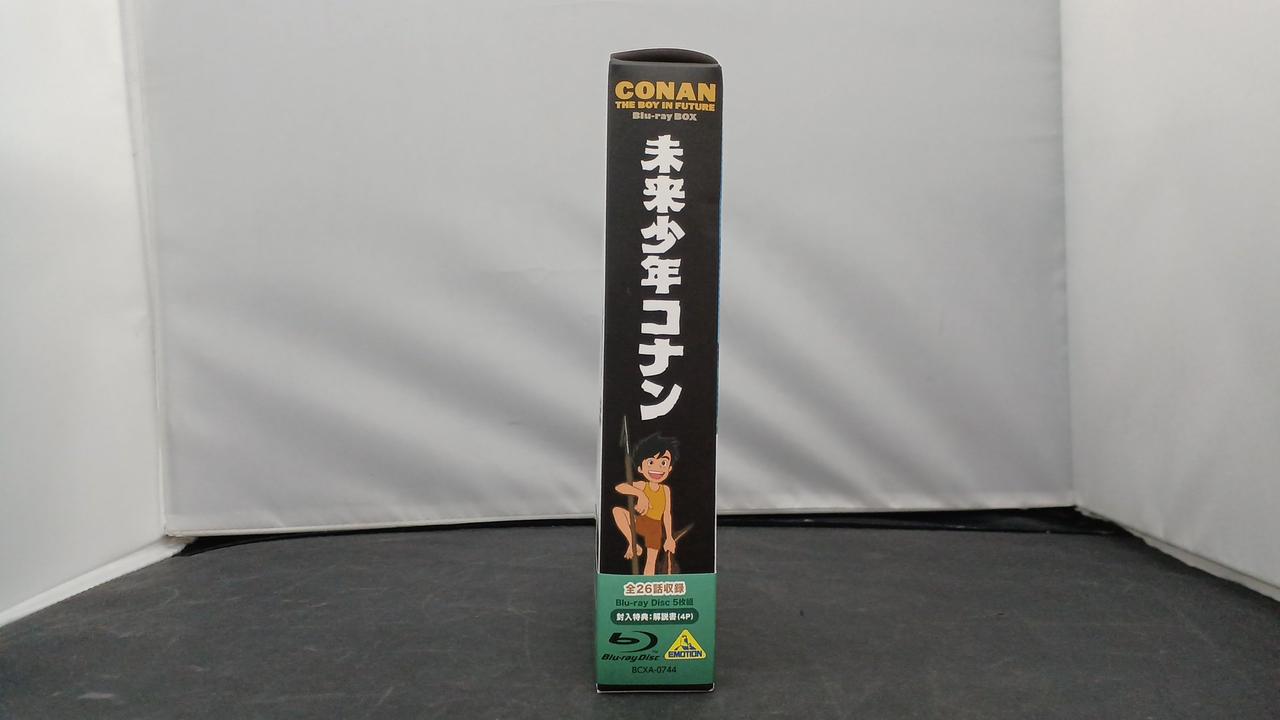 CONAN
THE BOY IN FUTURE
Blu-ray BOX
未来少年コナン
全26話収録
Blu-ray Disc 5枚組
封入特典:解説書(4P)
Blu-ray Disc
EMOTION
BCXA-0744